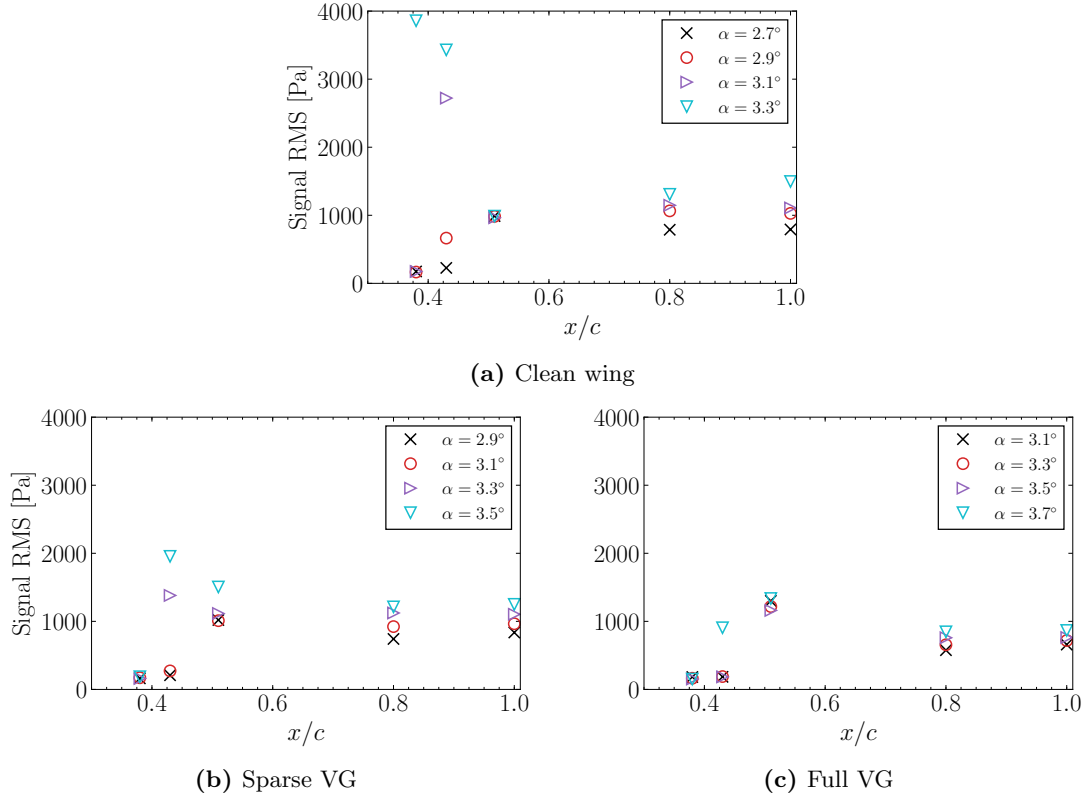 4000
3000
2000
1000
0
Signal RMS [Pa]
α = 2.7°
α = 2.9°
α = 3.1°
α = 3.3°
0.4 0.6 0.8 1.0
x/c
(a) Clean wing
4000
3000
2000
1000
0
Signal RMS [Pa]
α = 2.9°
α = 3.1°
α = 3.3°
α = 3.5°
0.4 0.6 0.8 1.0
x/c
(b) Sparse VG
4000
3000
2000
1000
0
α = 3.1°
α = 3.3°
α = 3.5°
α = 3.7°
0.4 0.6 0.8 1.0
x/c
(c) Full VG